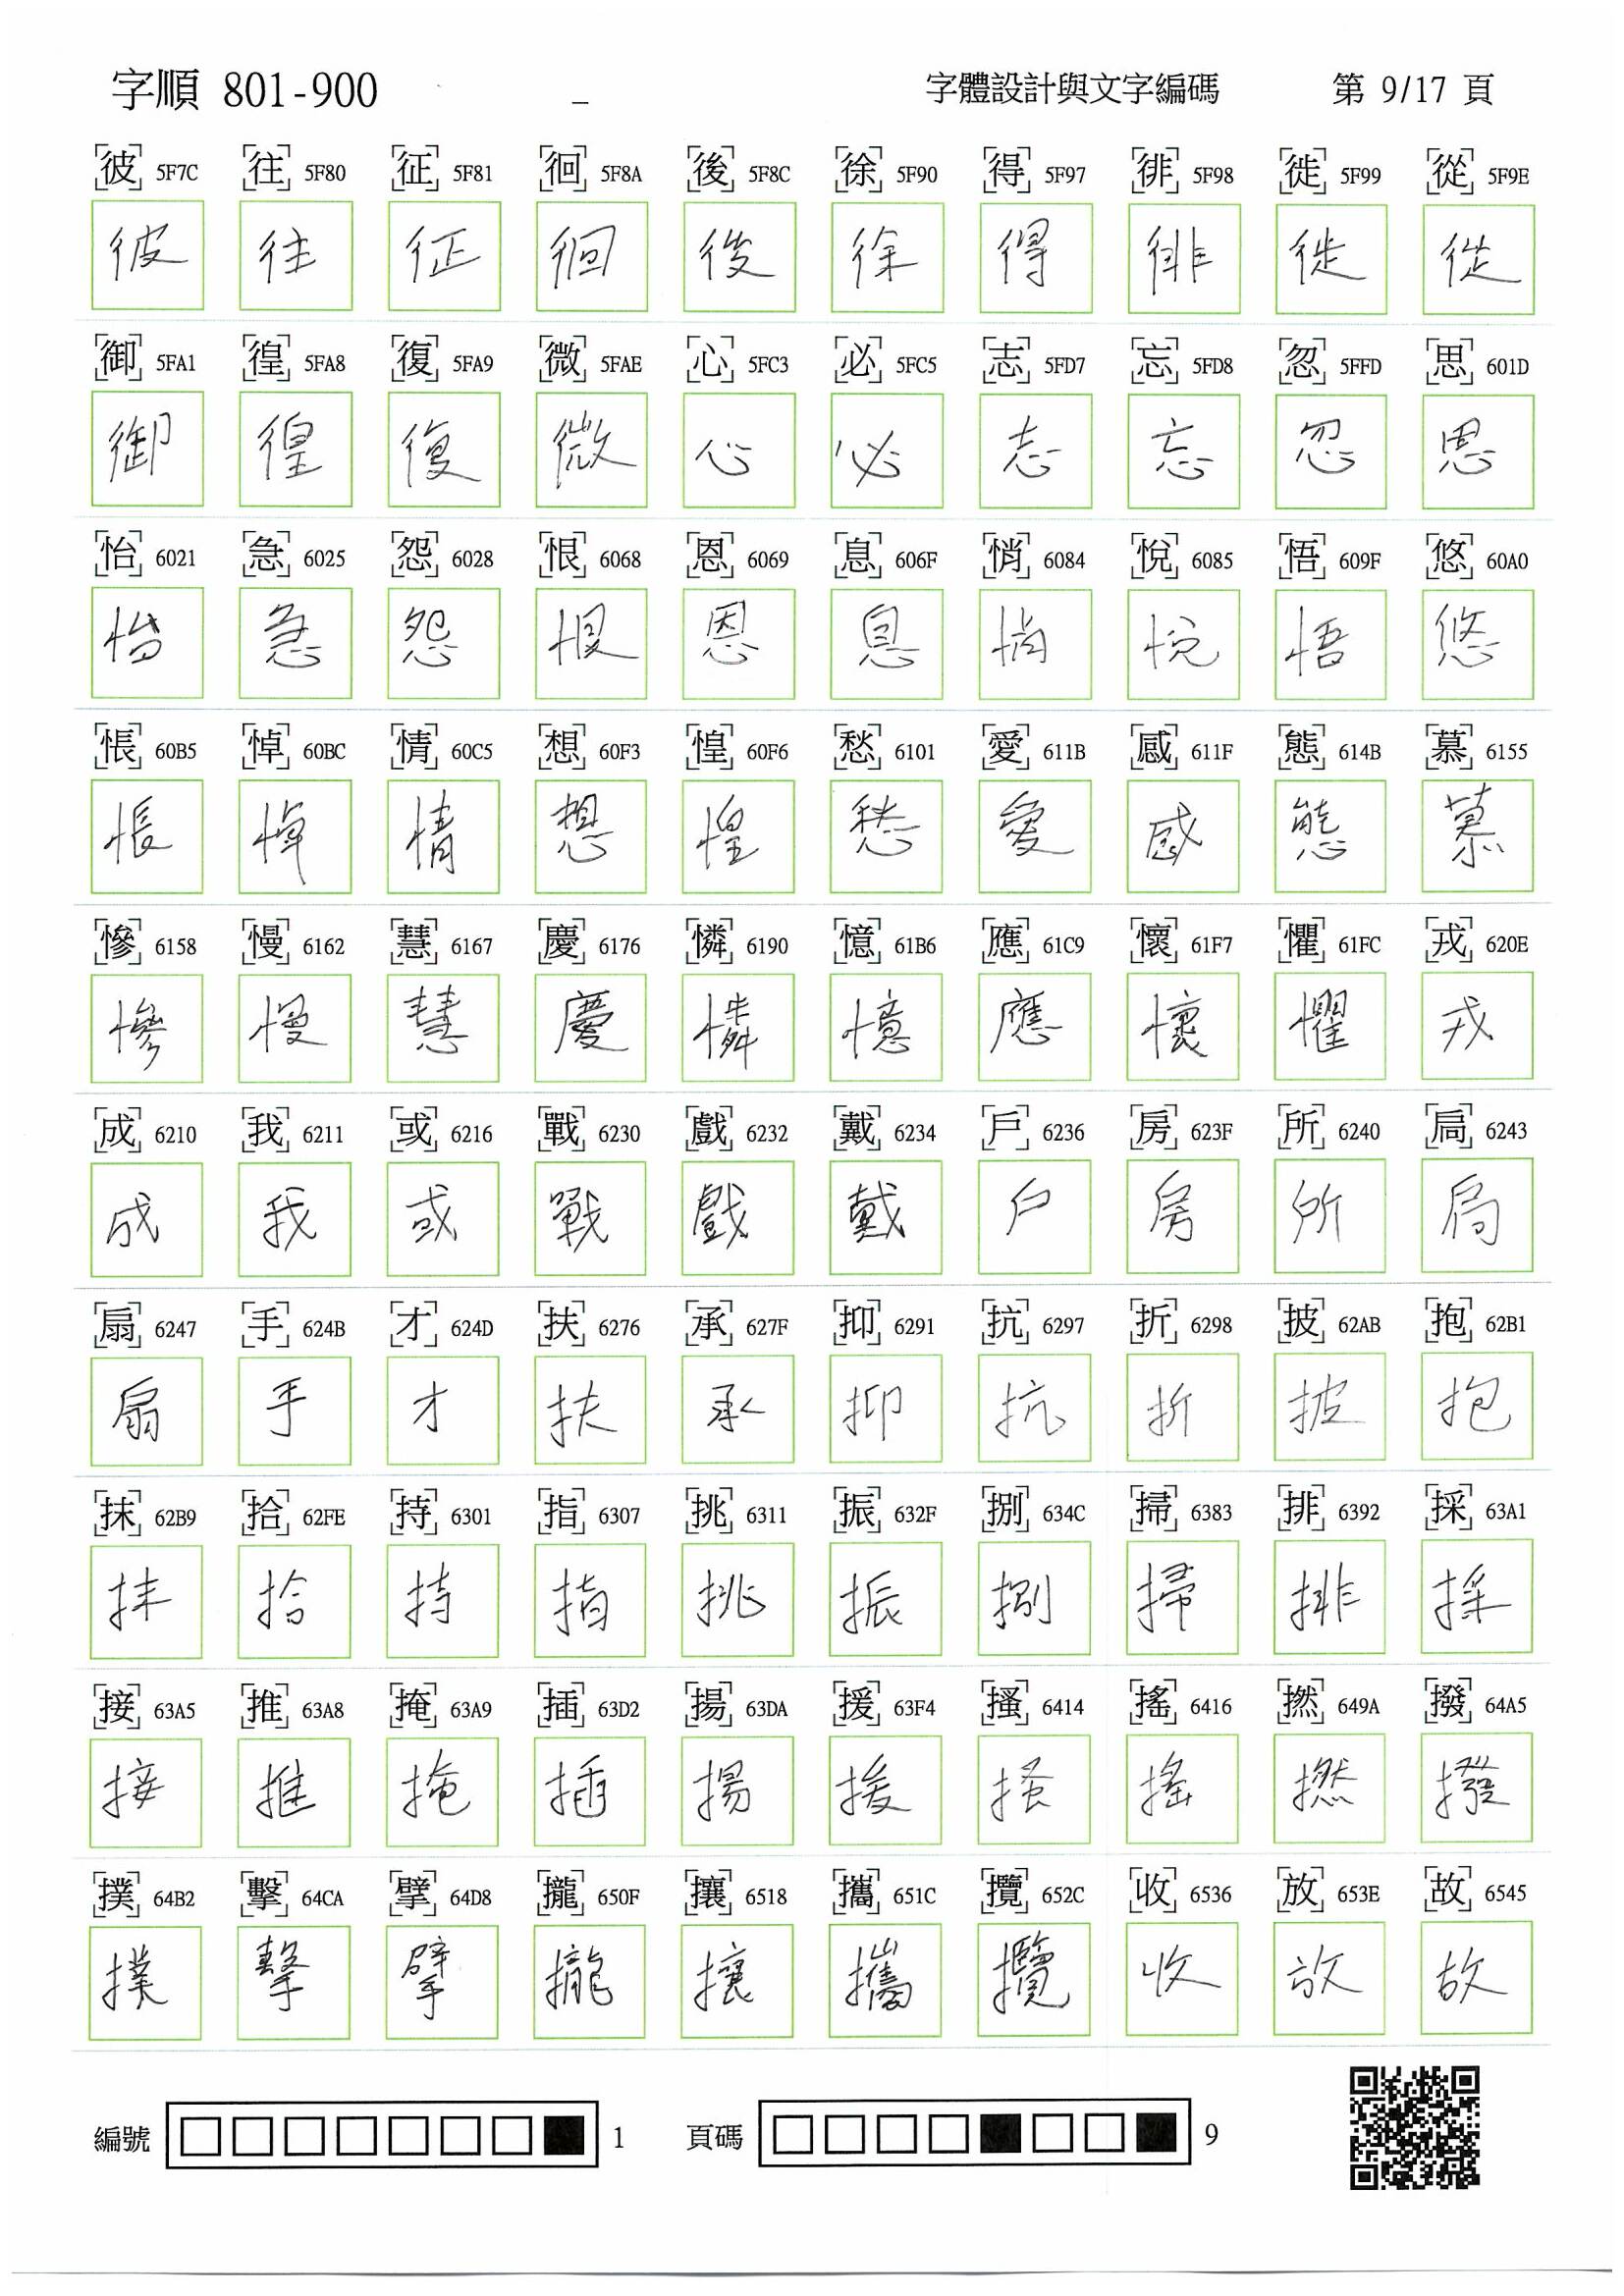 字順 801-900 字體設計與文字編碼 第 9/17 頁
彼 5F7C 往 5F80 征 5F81 徊 5F8A 後 5F8C 徐 5F90 得 5F97 徘 5F98 徙 5F99 從 5F9E
彼 往 征 徊 後 徐 得 徘 徙 從
御 5FA1 徨 5FA8 復 5FA9 微 5FAE 心 5FC3 必 5FC5 志 5FD7 忘 5FD8 忽 5FFD 思 601D
御 徨 復 微 心 必 志 忘 忽 思
怡 6021 急 6025 怨 6028 恨 6068 恩 6069 息 606F 悄 6084 悅 6085 悟 609F 悠 60A0
怡 急 怨 恨 恩 息 悄 悅 悟 悠
悵 60B5 悼 60BC 情 60C5 想 60F3 惶 60F6 愁 6101 愛 611B 感 611F 態 614B 慕 6155
悵 悼 情 想 惶 愁 愛 感 態 慕
慘 6158 慢 6162 慧 6167 慶 6176 憐 6190 憶 61B6 應 61C9 懷 61F7 懼 61FC 戎 620E
慘 慢 慧 慶 憐 憶 應 懷 懼 戎
成 6210 我 6211 或 6216 戰 6230 戲 6232 戴 6234 戶 6236 房 623F 所 6240 扃 6243
成 我 或 戰 戲 戴 戶 房 所 扃
扇 6247 手 624B 才 624D 扶 6276 承 627F 抑 6291 抗 6297 折 6298 披 62AB 抱 62B1
扇 手 才 扶 承 抑 抗 折 披 抱
抹 62B9 拾 62FE 持 6301 指 6307 挑 6311 振 632F 捌 634C 掃 6383 排 6392 採 63A1
抹 拾 持 指 挑 振 捌 掃 排 採
接 63A5 推 63A8 掩 63A9 插 63D2 揚 63DA 援 63F4 搔 6414 搖 6416 撚 649A 撥 64A5
接 推 掩 插 揚 援 搔 搖 撚 撥
撲 64B2 擊 64CA 擘 64D8 攏 650F 攘 6518 攜 651C 攬 652C 收 6536 放 653E 故 6545
撲 擊 擘 攏 攘 攜 攬 收 放 故
編號 1 頁碼 9